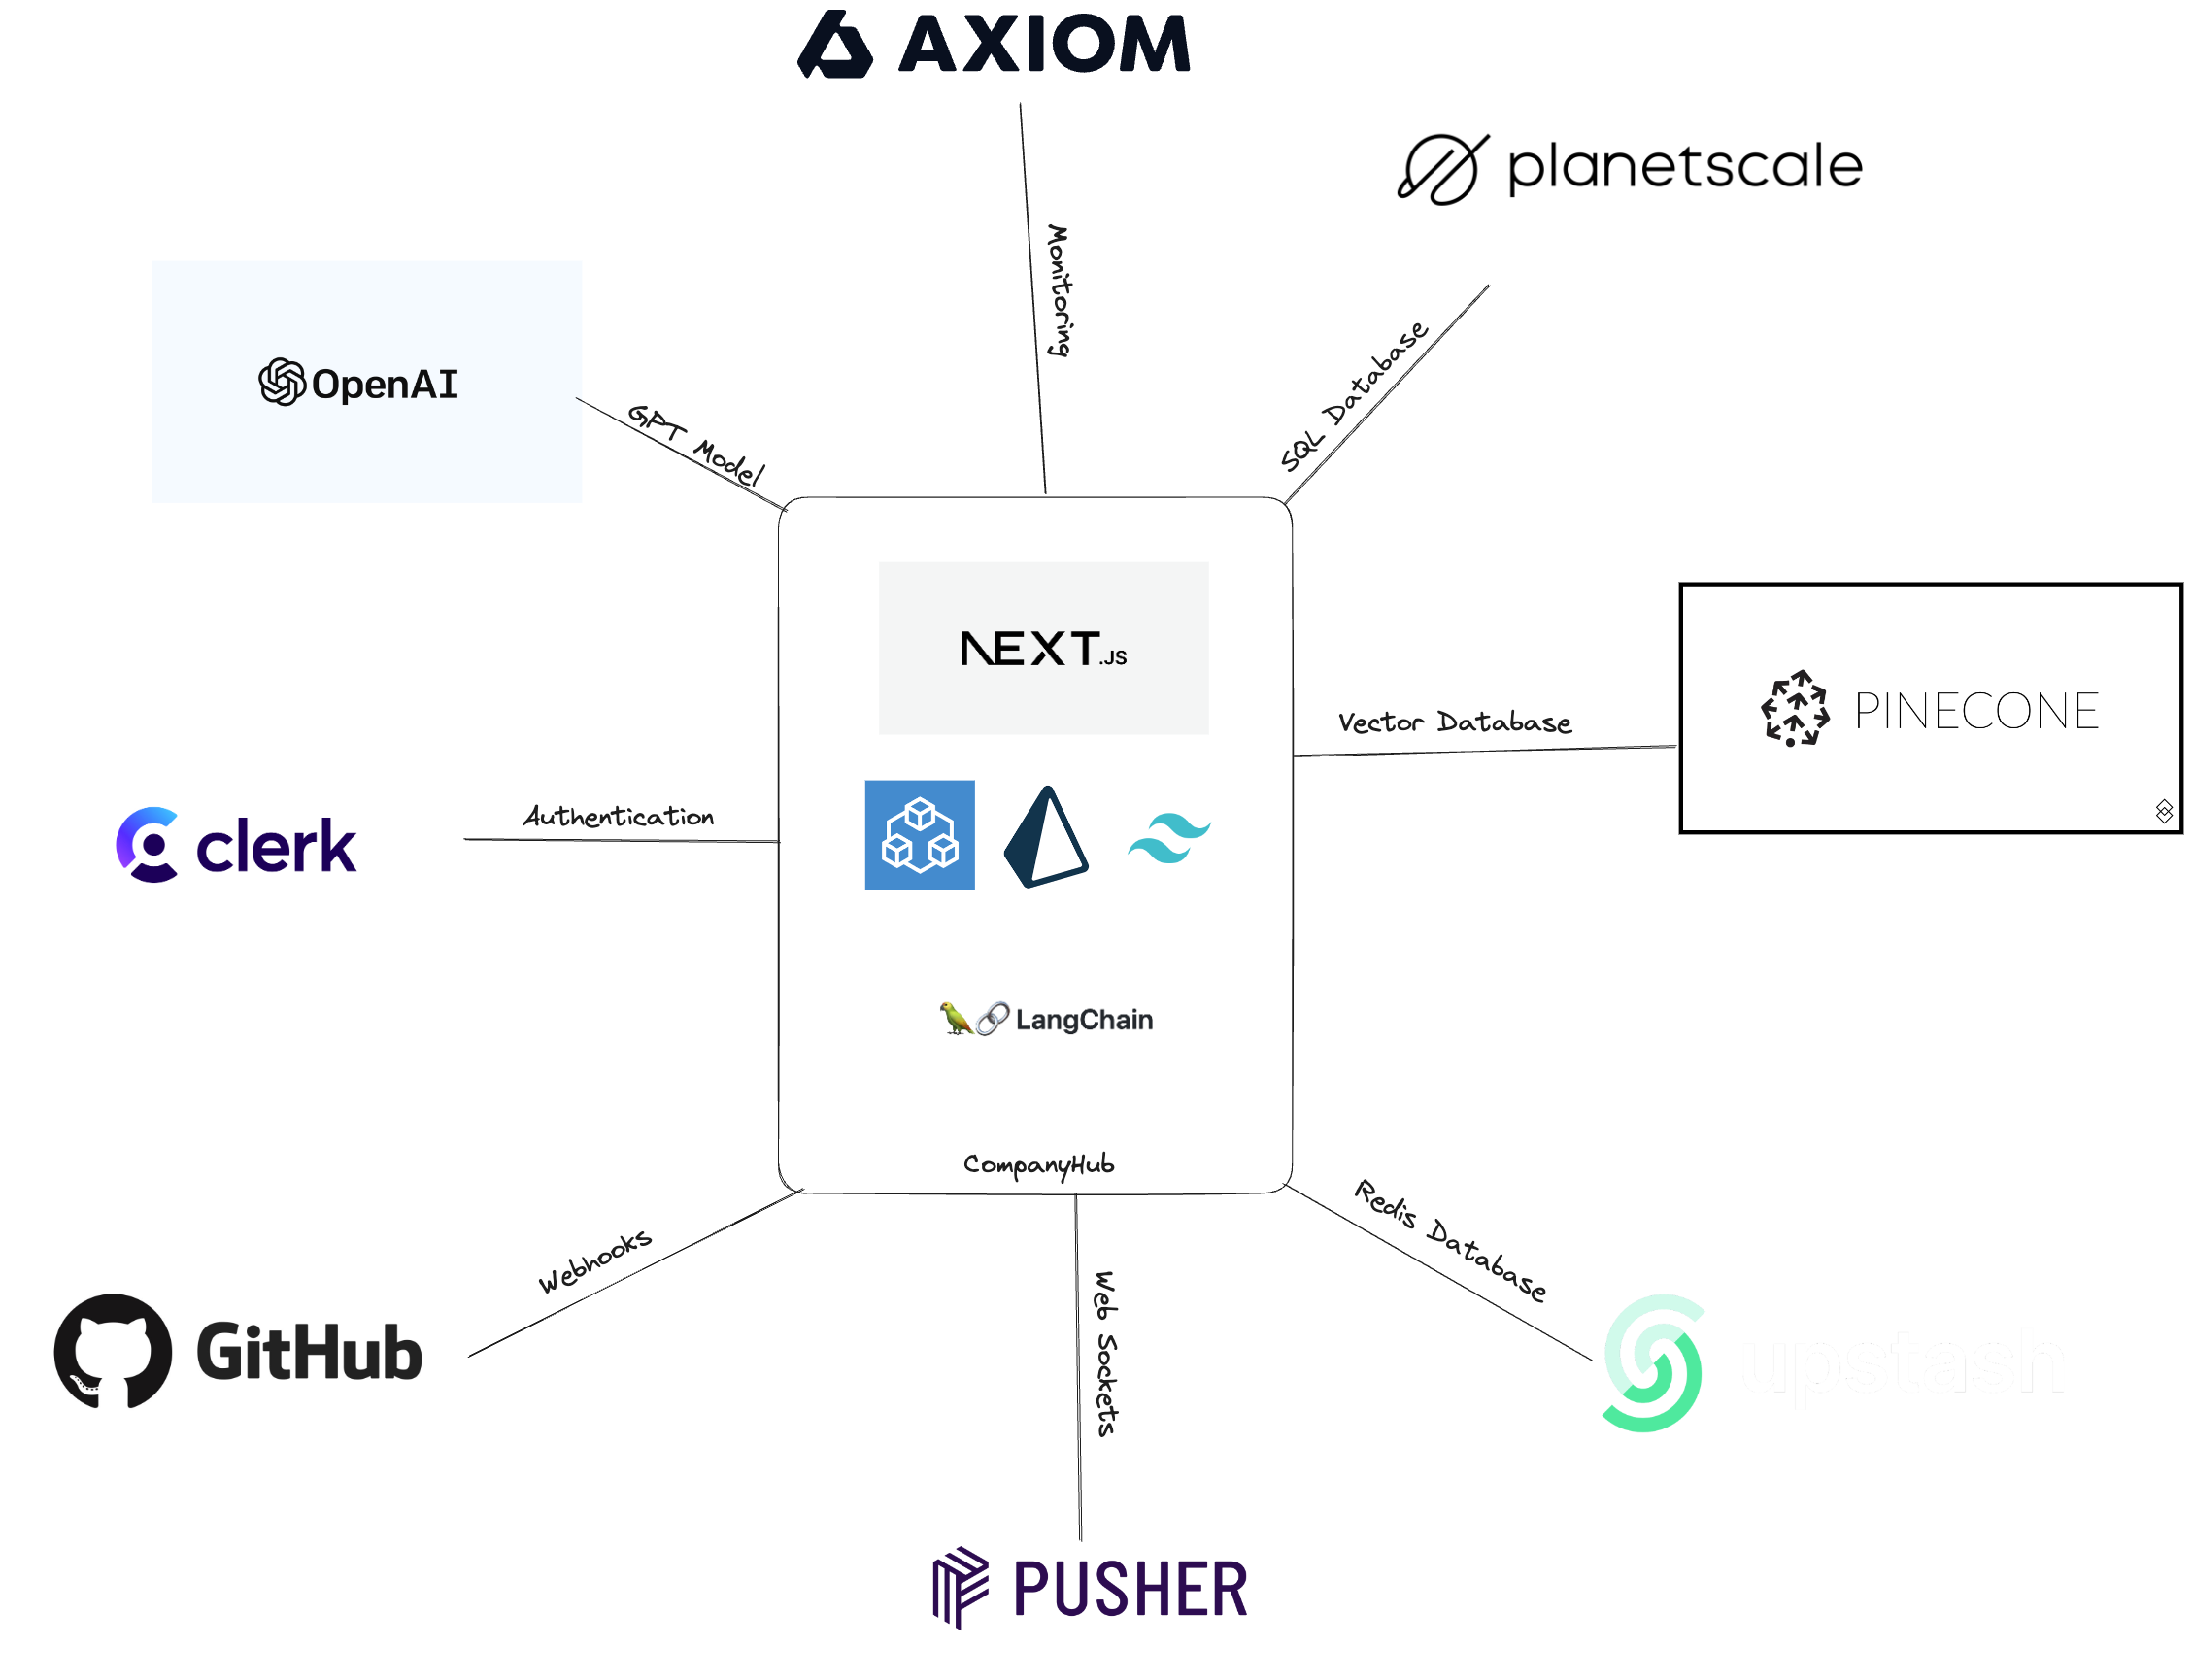 AXIOM
planetscale
Monitoring
SQL Database
OpenAI
GPT Model
NEXT.JS
Vector Database
PINECONE
Authentication
clerk
LangChain
CompanyHub
Redis Database
Webhooks
GitHub
Web Sockets
upstash
PUSHER